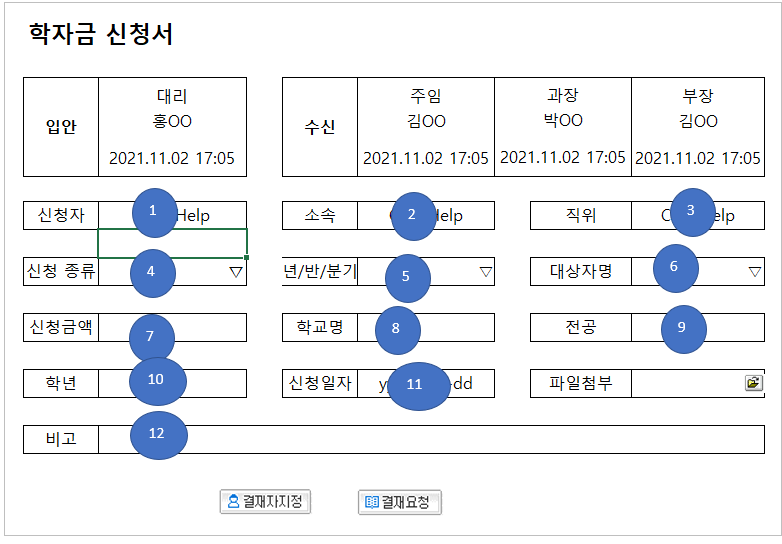 학자금 신청서
입안
대리
홍OO
2021.11.02 17:05
수신
주임
김OO
2021.11.02 17:05
과장
박OO
2021.11.02 17:05
부장
김OO
2021.11.02 17:05
신청자 1 Help
소속 2 Help
직위 3 Help
신청 종류 4 ▽
년/반/분기 5 ▽
대상자명 6 ▽
신청금액 7
학교명 8
전공 9
학년 10
신청일자 11 -dd
파일첨부
비고 12
결재자지정
결재요청